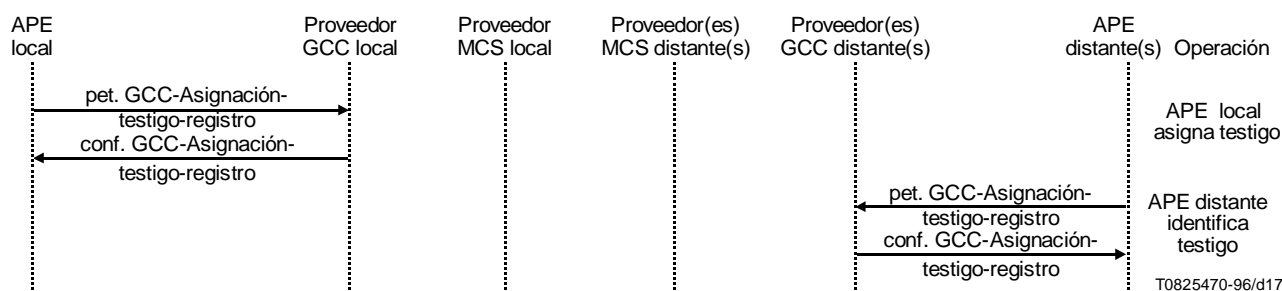 APE local
Proveedor GCC local
Proveedor MCS local
Proveedor(es) MCS distante(s)
Proveedor(es) GCC distante(s)
APE distante(s)
Operación
pet. GCC-Asignación-
testigo-registro
conf. GCC-Asignación-
testigo-registro
APE local
asigna testigo
pet. GCC-Asignación-
testigo-registro
conf. GCC-Asignación-
testigo-registro
APE distante
identifica
testigo
T0825470-96/d17